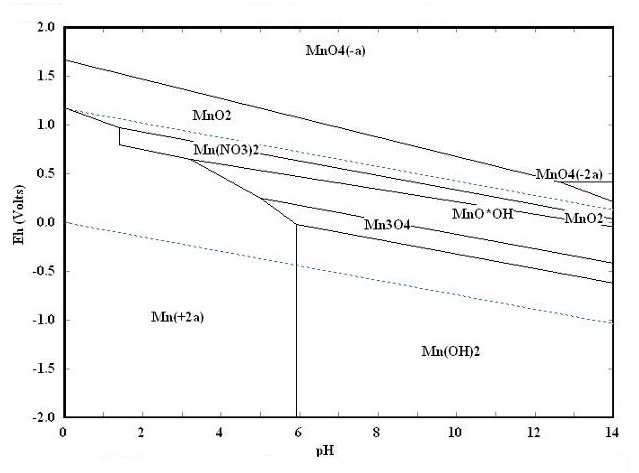 2.0
MnO4(-a)
1.5
MnO2
1.0
Mn(NO3)2
0.5
MnO4(-2a)
MnO*OH
MnO2
0.0
Mn3O4
Eh (Volts)
-0.5
Mn(+2a)
-1.0
Mn(OH)2
-1.5
-2.0
0 2 4 6 8 10 12 14
pH